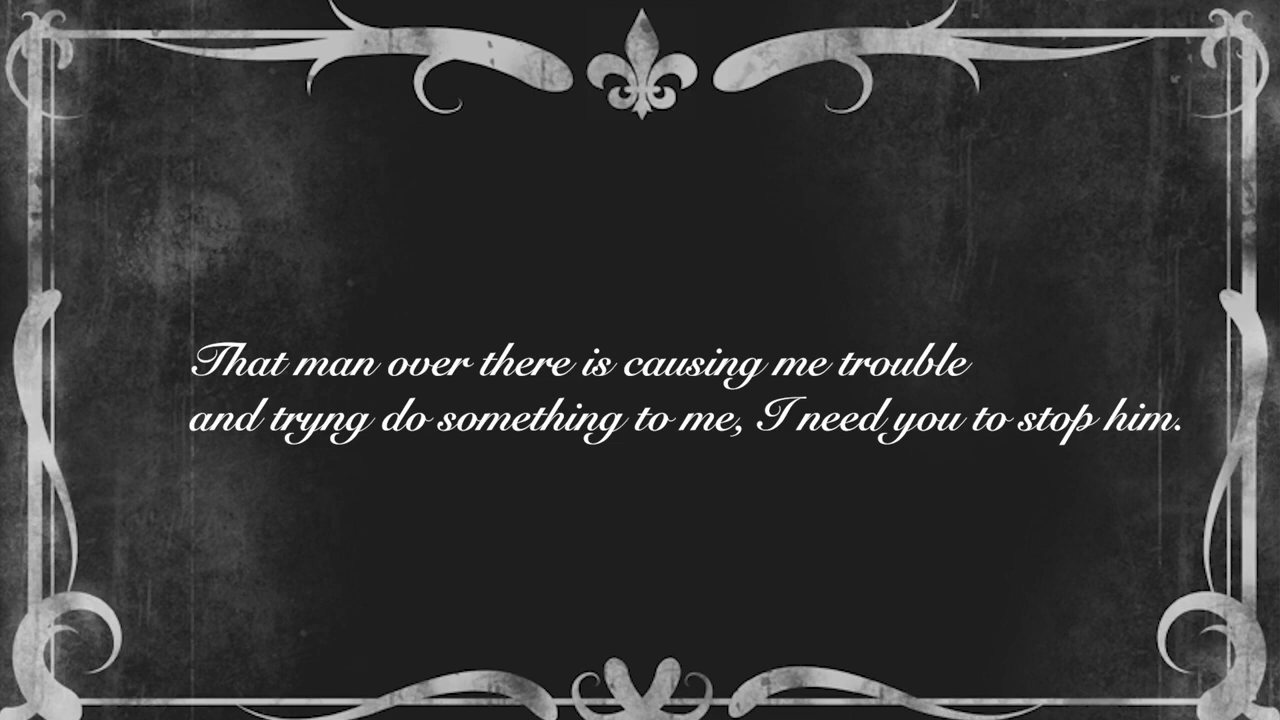 That man over there is causing me trouble
and tryng do something to me, I need you to stop him.